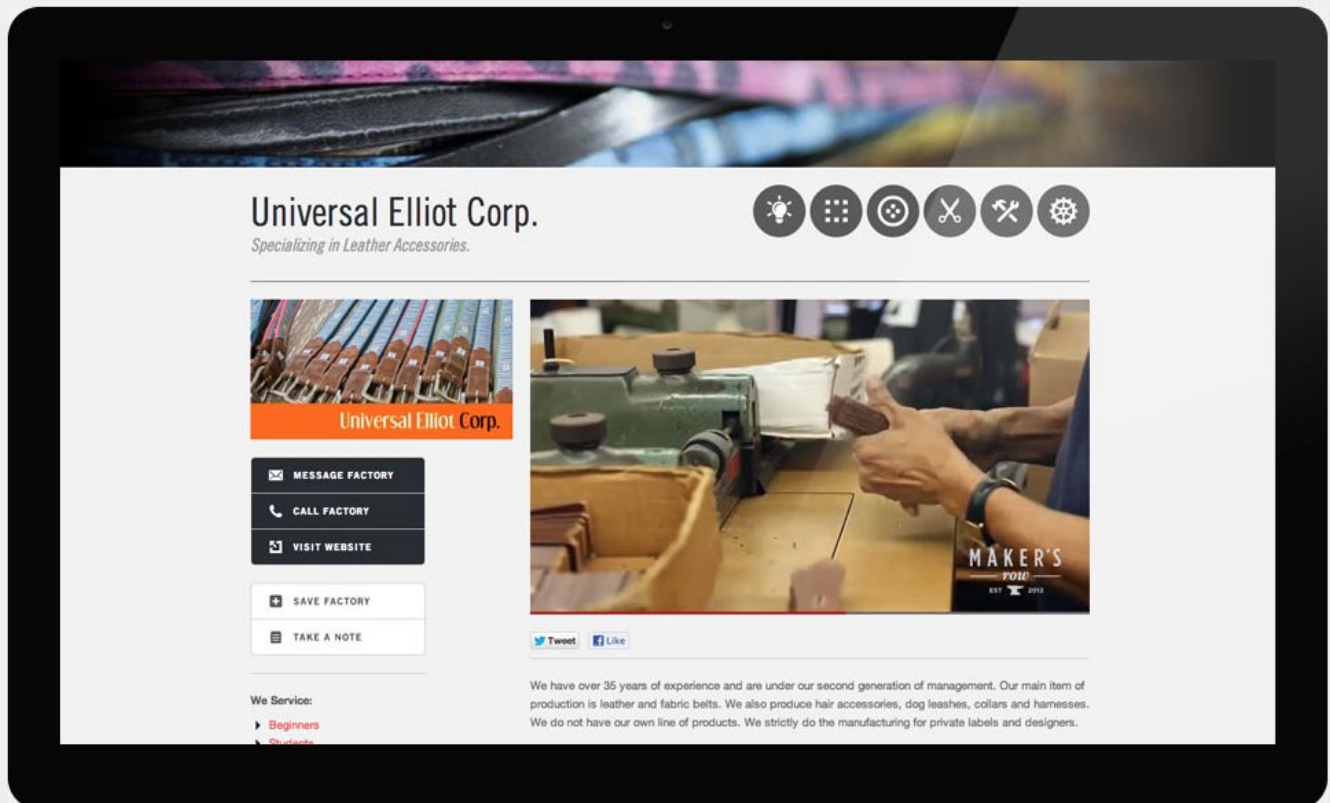 Universal Elliot Corp.
Specializing in Leather Accessories.
Universal Elliot Corp.
MESSAGE FACTORY
CALL FACTORY
VISIT WEBSITE
SAVE FACTORY
TAKE A NOTE
We Service:
Beginners
Students
MAKER'S
row
EST 2012
Tweet
Like
We have over 35 years of experience and are under our second generation of management. Our main item of
production is leather and fabric belts. We also produce hair accessories, dog leashes, collars and harnesses.
We do not have our own line of products. We strictly do the manufacturing for private labels and designers.